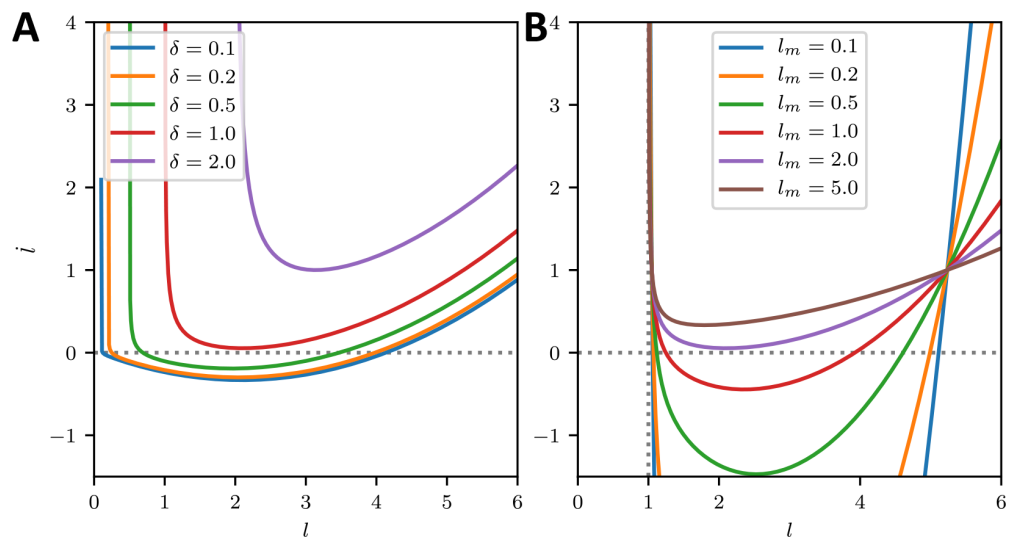 A
4
3
2
1
0
−1
i
δ = 0.1
δ = 0.2
δ = 0.5
δ = 1.0
δ = 2.0
0 1 2 3 4 5 6
l
B
4
3
2
1
0
−1
l_m = 0.1
l_m = 0.2
l_m = 0.5
l_m = 1.0
l_m = 2.0
l_m = 5.0
0 1 2 4 6
l